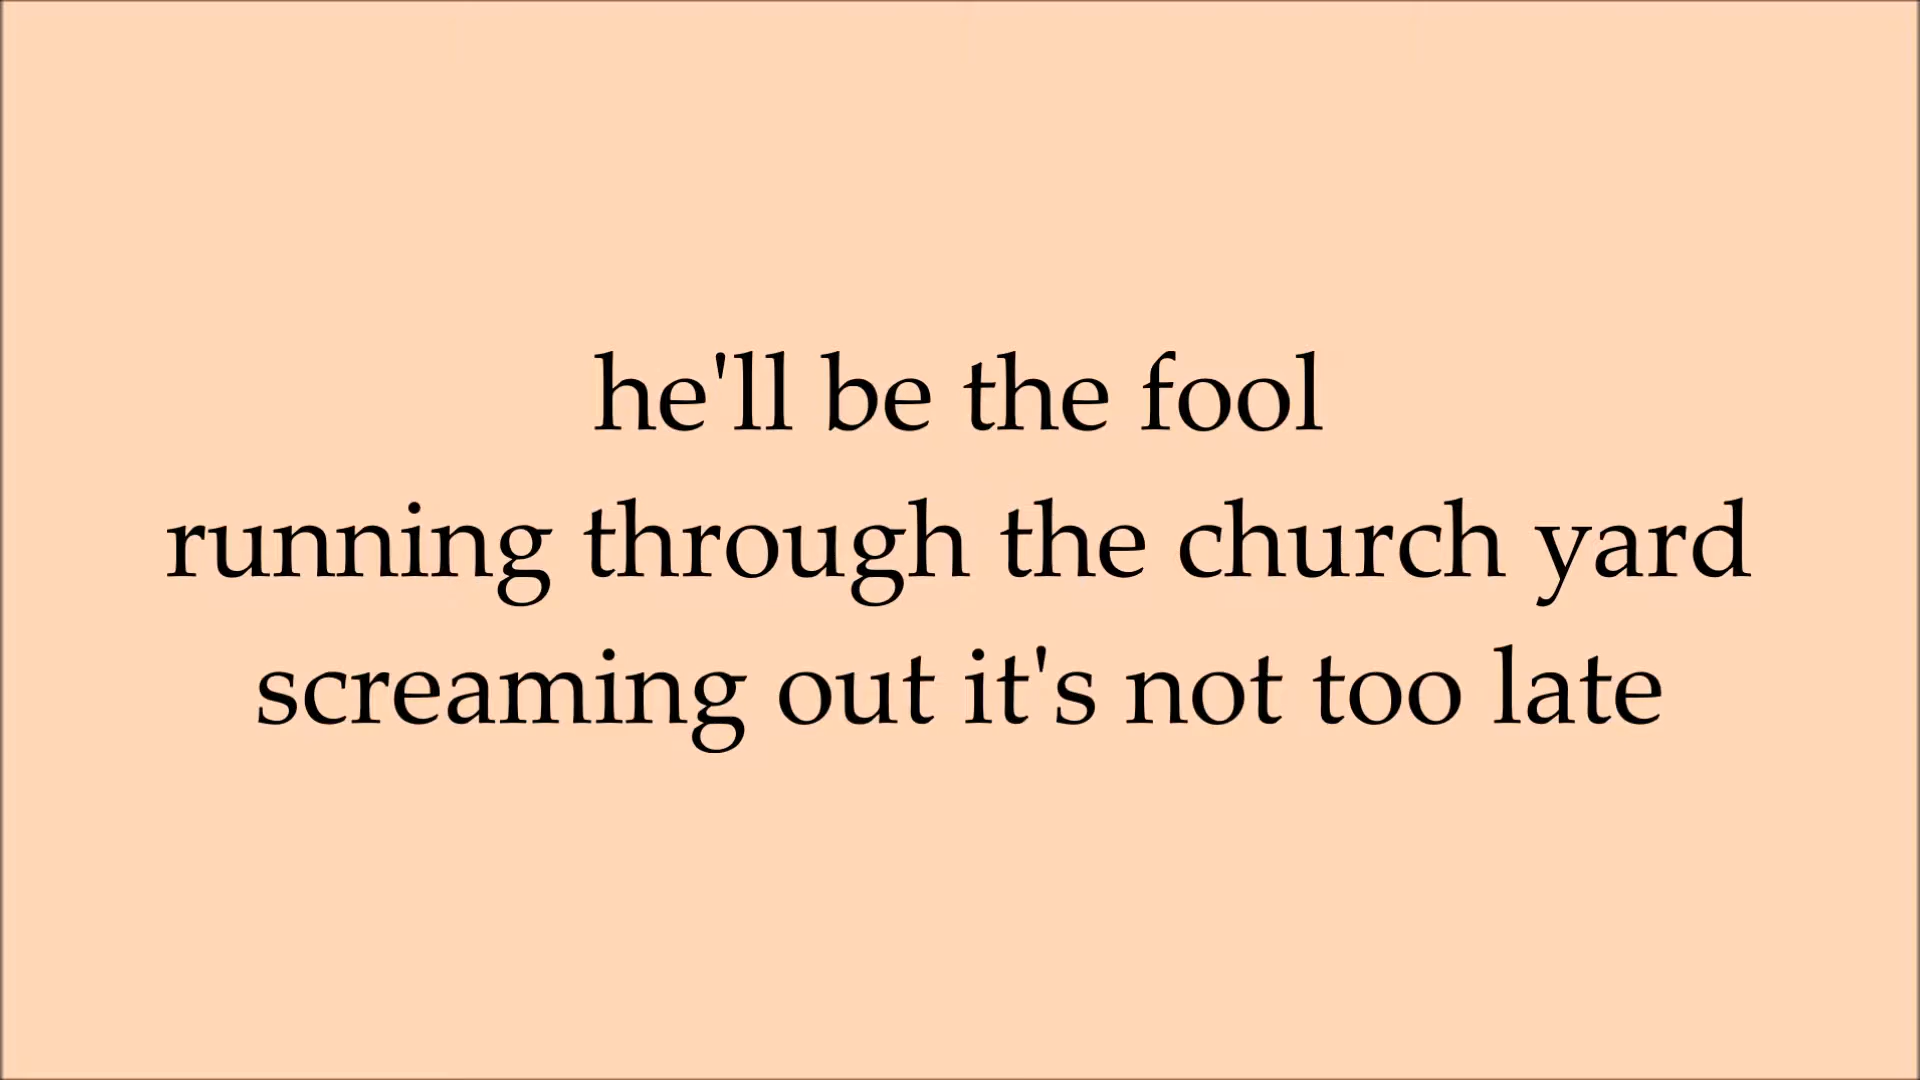 he'll be the fool
running through the church yard
screaming out it's not too late